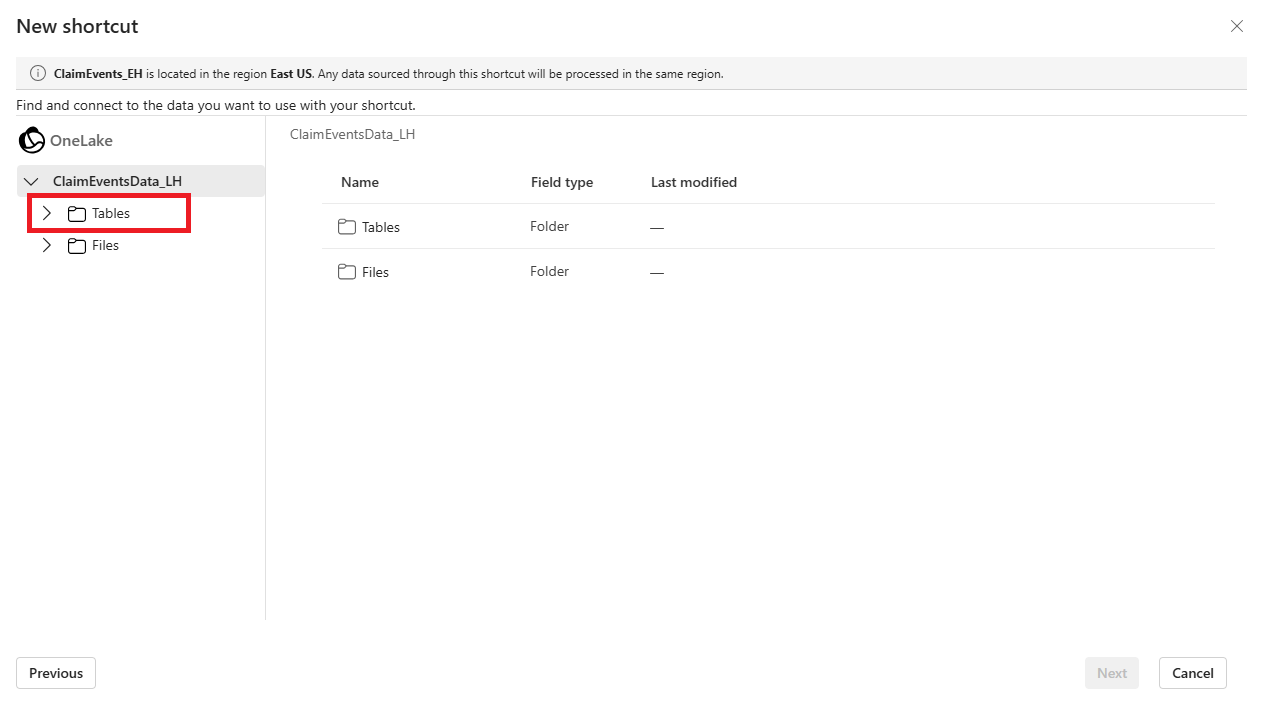 New shortcut
ClaimEvents_EH is located in the region East US. Any data sourced through this shortcut will be processed in the same region.
Find and connect to the data you want to use with your shortcut.
OneLake
ClaimEventsData_LH
Tables
Files
ClaimEventsData_LH
Name Field type Last modified
Tables Folder —
Files Folder —
Previous Next Cancel